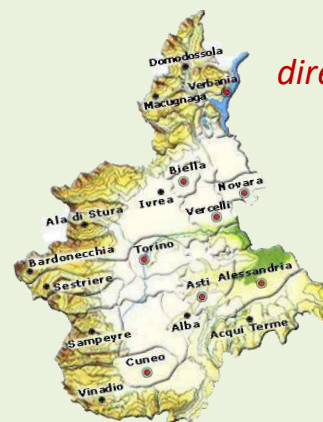 Domodossola
dire
Verbania
Macugnaga
Biella
Novara
Ivrea
Vercelli
Ala di Stura
Bardonecchia
Torino
Sestriere
Asti
Alessandria
Alba
Sampeyre
Acqui Terme
Cuneo
Vinadio